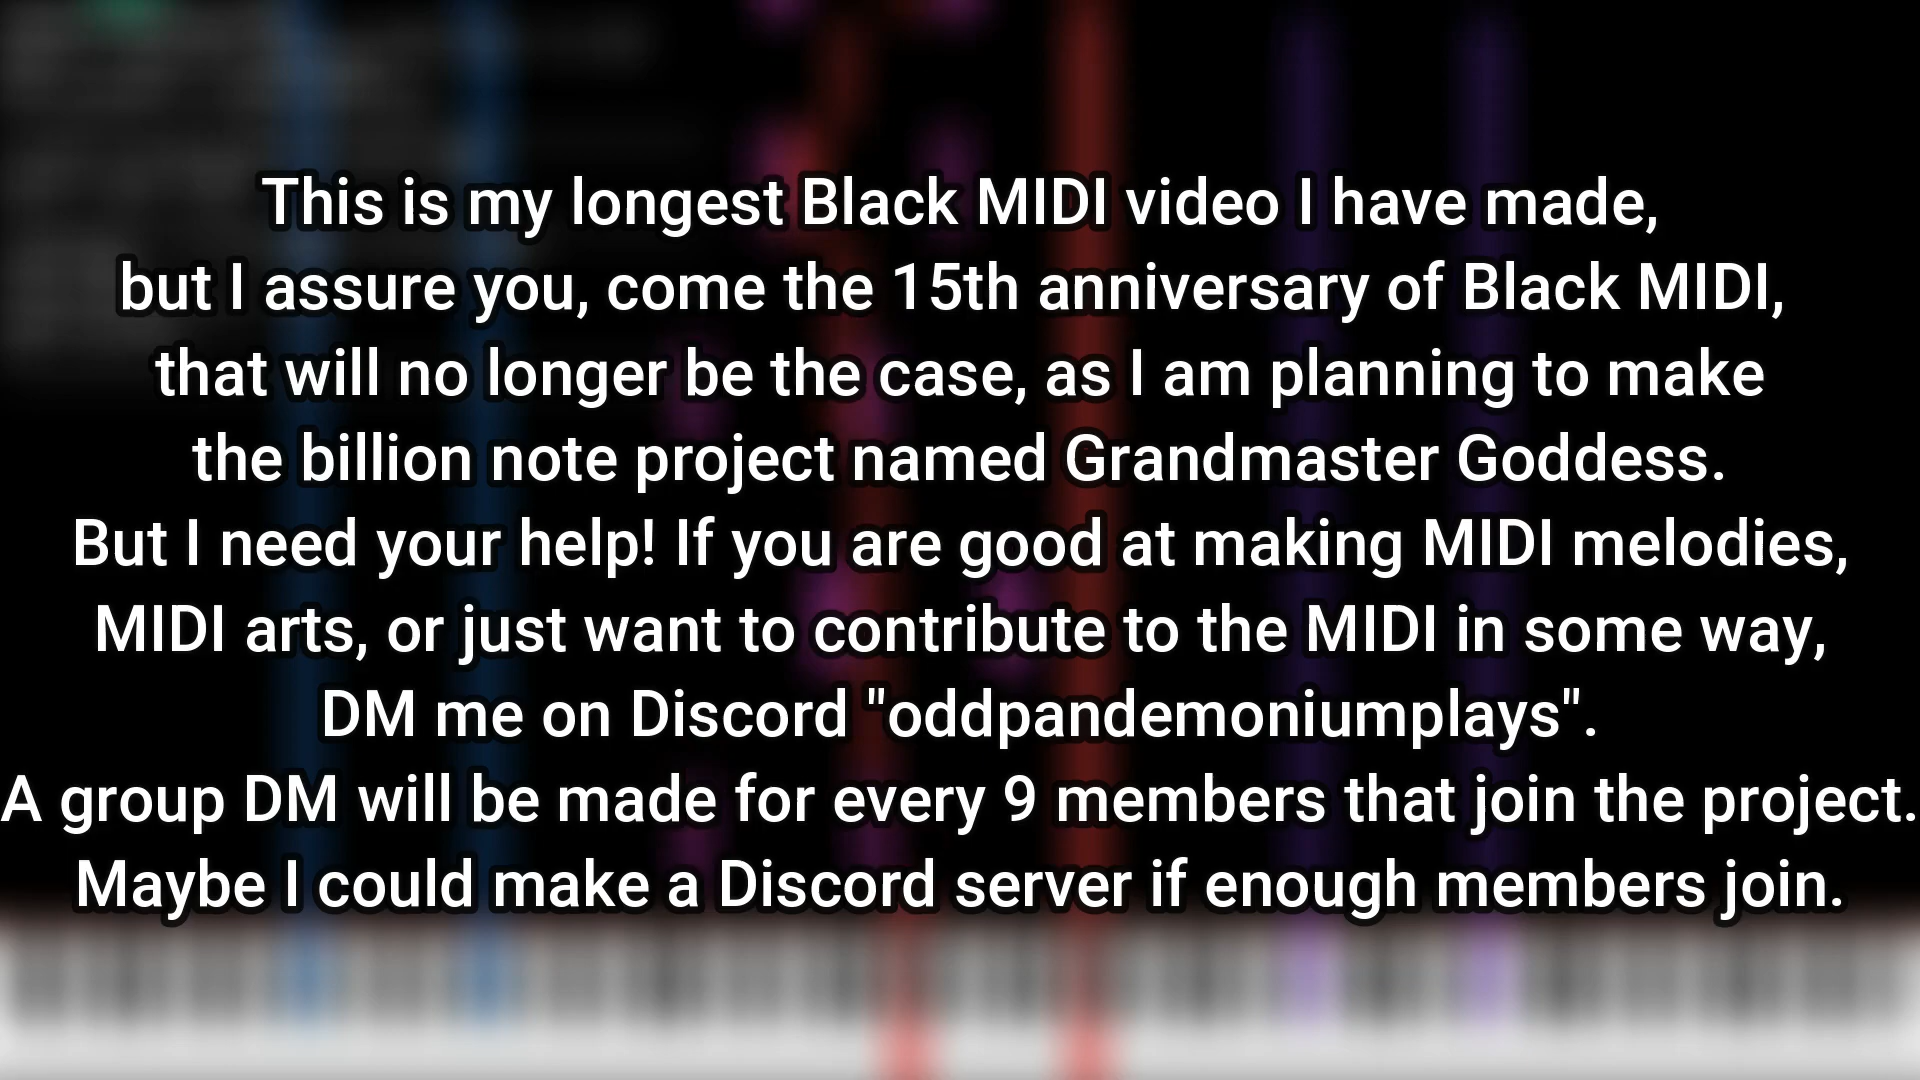 This is my longest Black MIDI video I have made,
but I assure you, come the 15th anniversary of Black MIDI,
that will no longer be the case, as I am planning to make
the billion note project named Grandmaster Goddess.
But I need your help! If you are good at making MIDI melodies,
MIDI arts, or just want to contribute to the MIDI in some way,
DM me on Discord "oddpandemoniumplays".
A group DM will be made for every 9 members that join the project.
Maybe I could make a Discord server if enough members join.